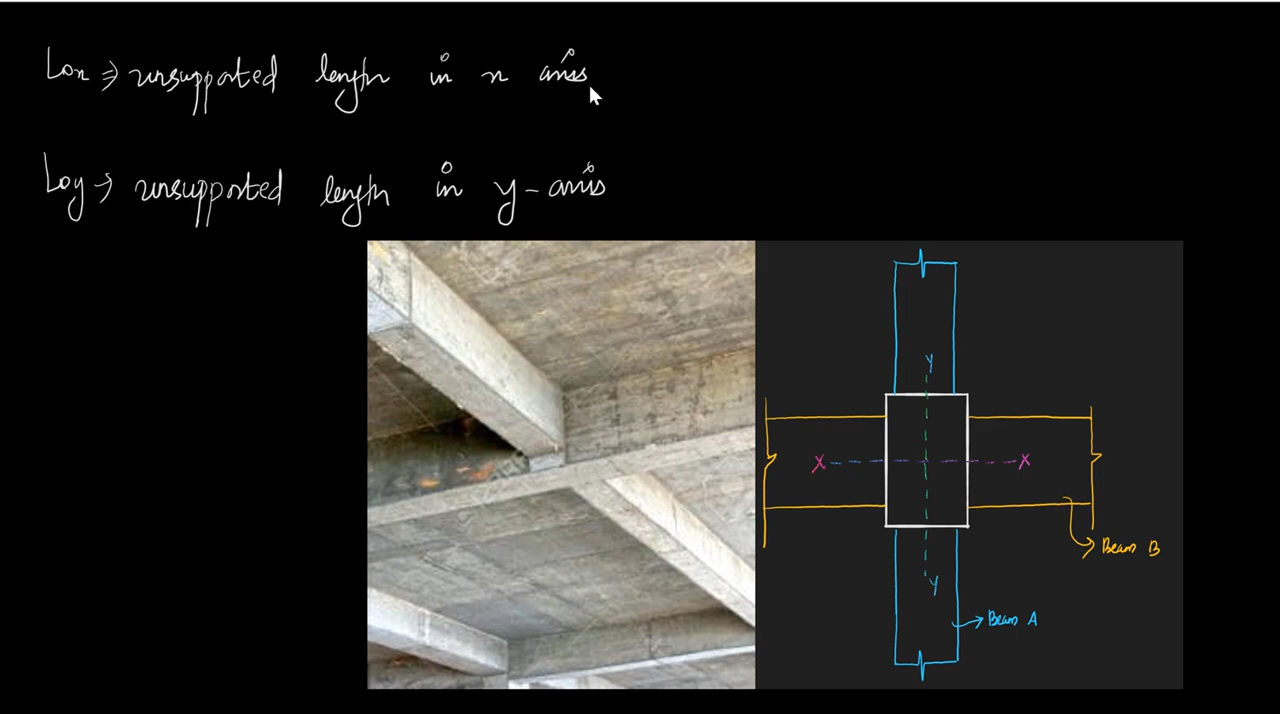 Lox ⇒ unsupported length in x axis
Loy → unsupported length in y-axis
Y
X
X
Beam B
Y
Beam A